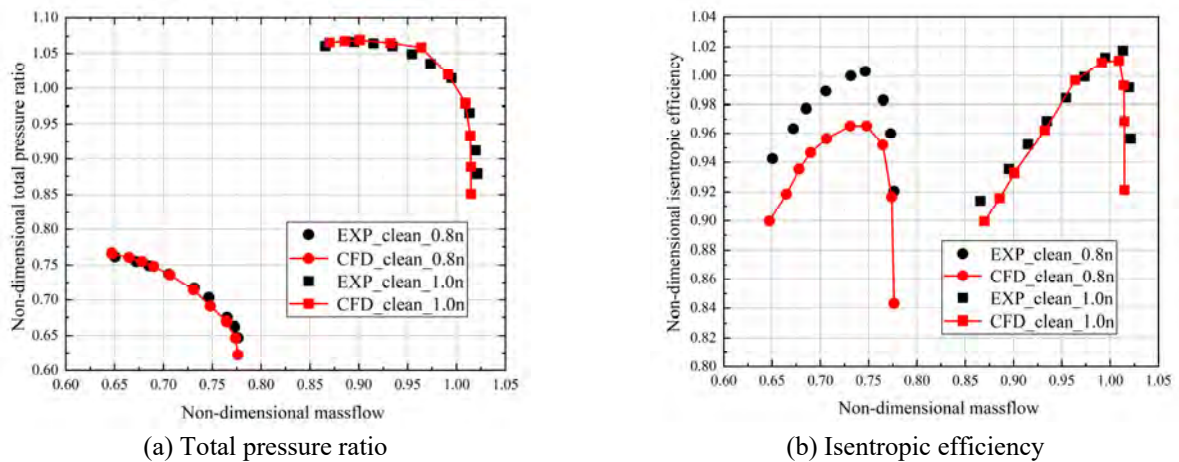 1.10
1.05
1.00
0.95
0.90
0.85
0.80
0.75
0.70
0.65
0.60
Non-dimensional total pressure ratio
EXP_clean_0.8n
CFD_clean_0.8n
EXP_clean_1.0n
CFD_clean_1.0n
0.60 0.65 0.70 0.75 0.80 0.85 0.90 0.95 1.00 1.05
Non-dimensional massflow
(a) Total pressure ratio
1.04
1.02
1.00
0.98
0.96
0.94
0.92
0.90
0.88
0.86
0.84
0.82
0.80
Non-dimensional isentropic efficiency
EXP_clean_0.8n
CFD_clean_0.8n
EXP_clean_1.0n
CFD_clean_1.0n
0.60 0.65 0.70 0.75 0.80 0.85 0.90 0.95 1.00 1.05
Non-dimensional massflow
(b) Isentropic efficiency